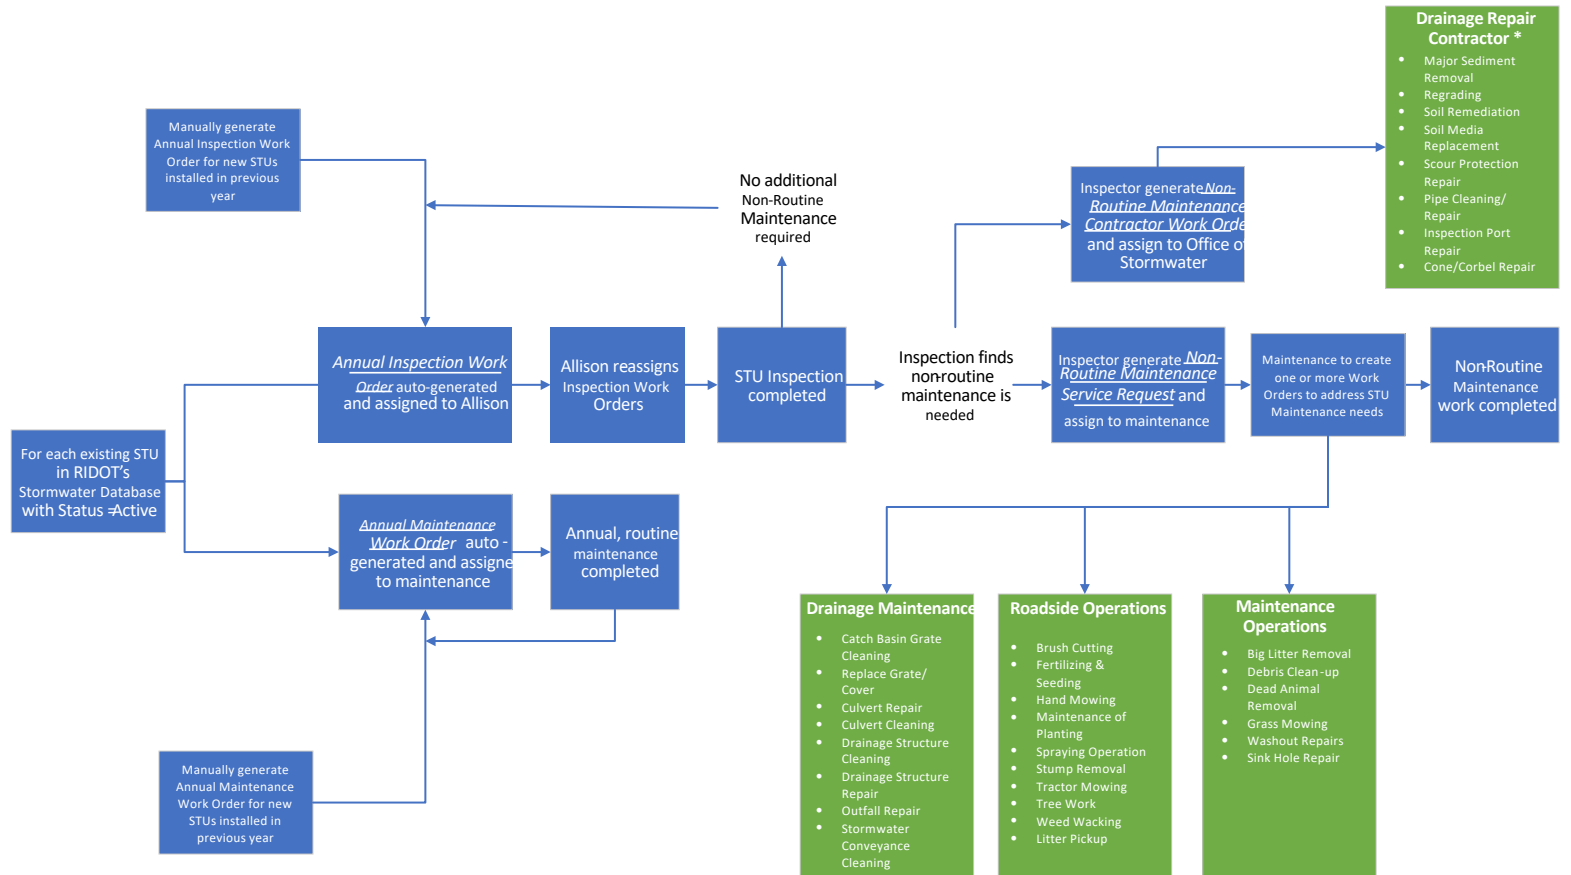 Drainage Repair
Contractor *
• Major Sediment
Removal
• Regrading
• Soil Remediation
• Soil Media
Replacement
• Scour Protection
Repair
• Pipe Cleaning/
Repair
• Inspection Port
Repair
• Cone/Corbel Repair
Manually generate
Annual Inspection Work
Order for new STUs
installed in previous
year
No additional
Non-Routine
Maintenance
required
Inspector generate Non-
Routine Maintenance
Contractor Work Orde
and assign to Office of
Stormwater
Annual Inspection Work
Order auto-generated
and assigned to Allison
Allison reassigns
Inspection Work
Orders
STU Inspection
completed
Inspection finds
non-routine
maintenance is
needed
Inspector generate Non-
Routine Maintenance
Service Request and
assign to maintenance
Maintenance to create
one or more Work
Orders to address STU
Maintenance needs
Non-Routine
Maintenance
work completed
For each existing STU
in RIDOT’s
Stormwater Database
with Status =Active
Annual Maintenance
Work Order auto -
generated and assigne
to maintenance
Annual, routine
maintenance
completed
Manually generate
Annual Maintenance
Work Order for new
STUs installed in
previous year
Drainage Maintenance
• Catch Basin Grate
Cleaning
• Replace Grate/
Cover
• Culvert Repair
• Culvert Cleaning
• Drainage Structure
Cleaning
• Drainage Structure
Repair
• Outfall Repair
• Stormwater
Conveyance
Cleaning
Roadside Operations
• Brush Cutting
• Fertilizing &
Seeding
• Hand Mowing
• Maintenance of
Planting
• Spraying Operation
• Stump Removal
• Tractor Mowing
• Tree Work
• Weed Wacking
• Litter Pickup
Maintenance
Operations
• Big Litter Removal
• Debris Clean-up
• Dead Animal
Removal
• Grass Mowing
• Washout Repairs
• Sink Hole Repair